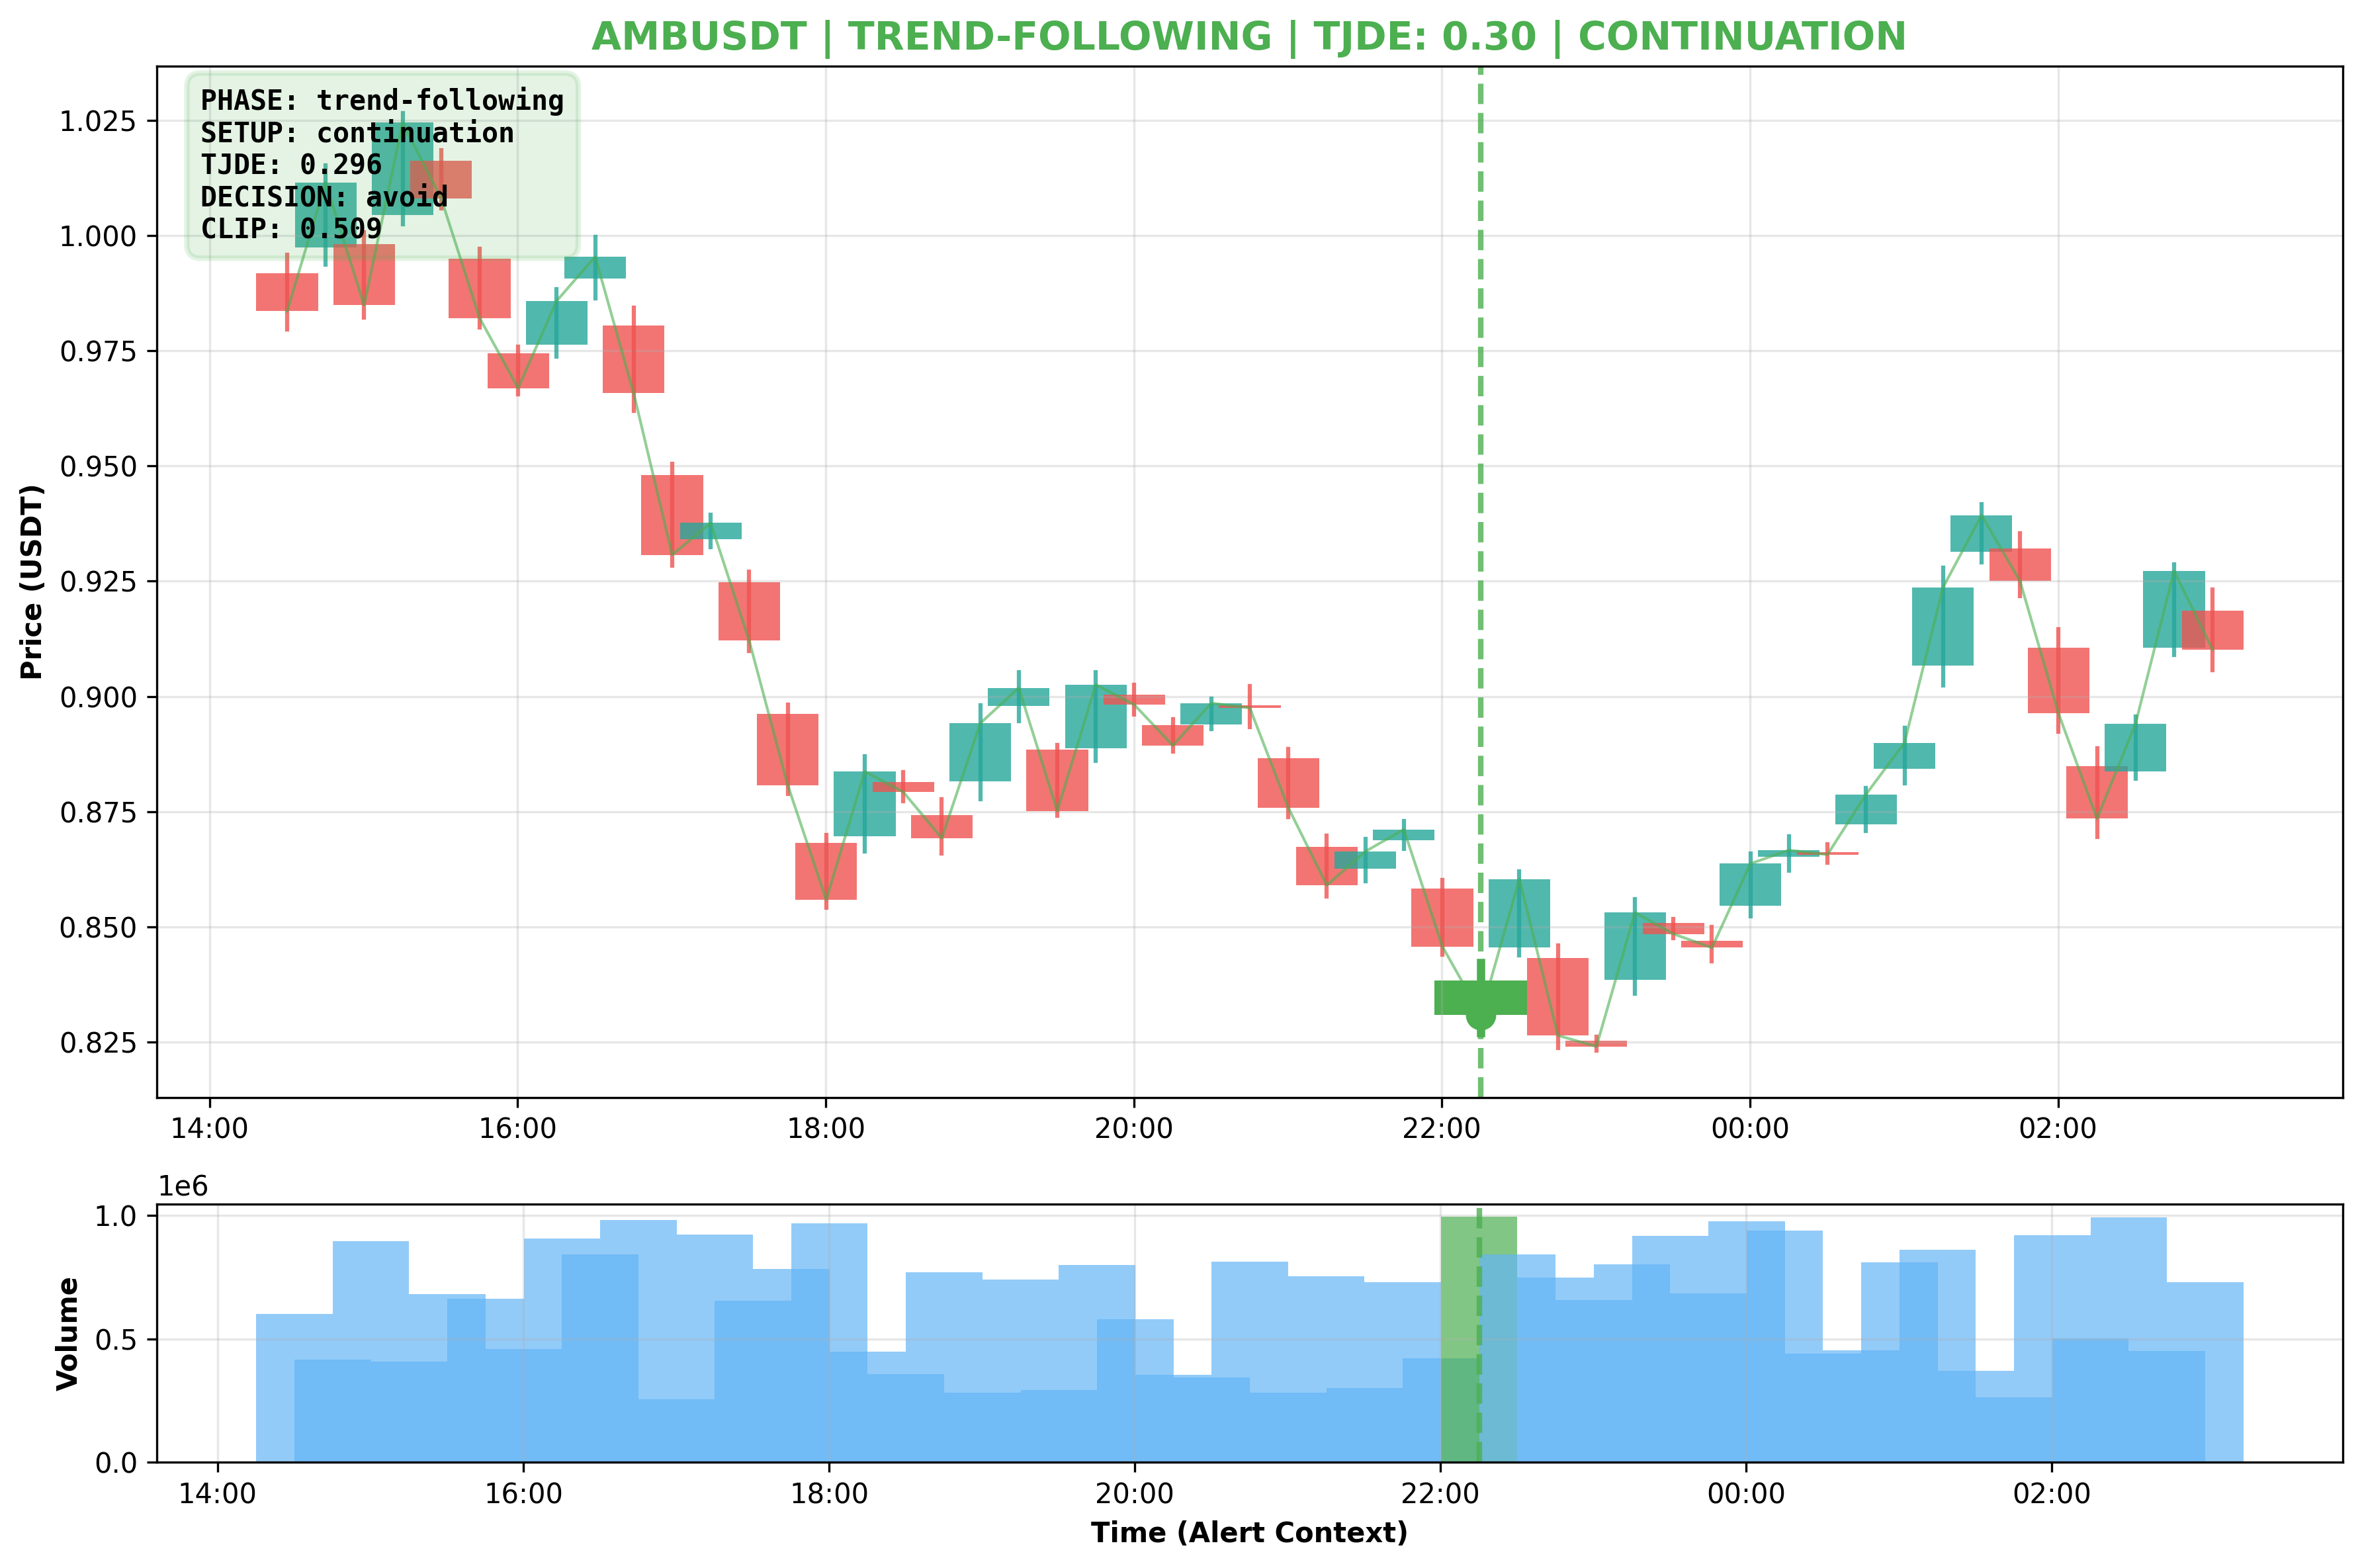 AMBUSDT | TREND-FOLLOWING | TJDE: 0.30 | CONTINUATION
PHASE: trend-following
SETUP: continuation
TJDE: 0.296
DECISION: avoid
CLIP: 0.509
Price (USDT)
1.025
1.000
0.975
0.950
0.925
0.900
0.875
0.850
0.825
14:00 16:00 18:00 20:00 22:00 00:00 02:00
1e6
Volume
1.0
0.5
0.0
14:00 16:00 18:00 20:00 22:00 00:00 02:00
Time (Alert Context)